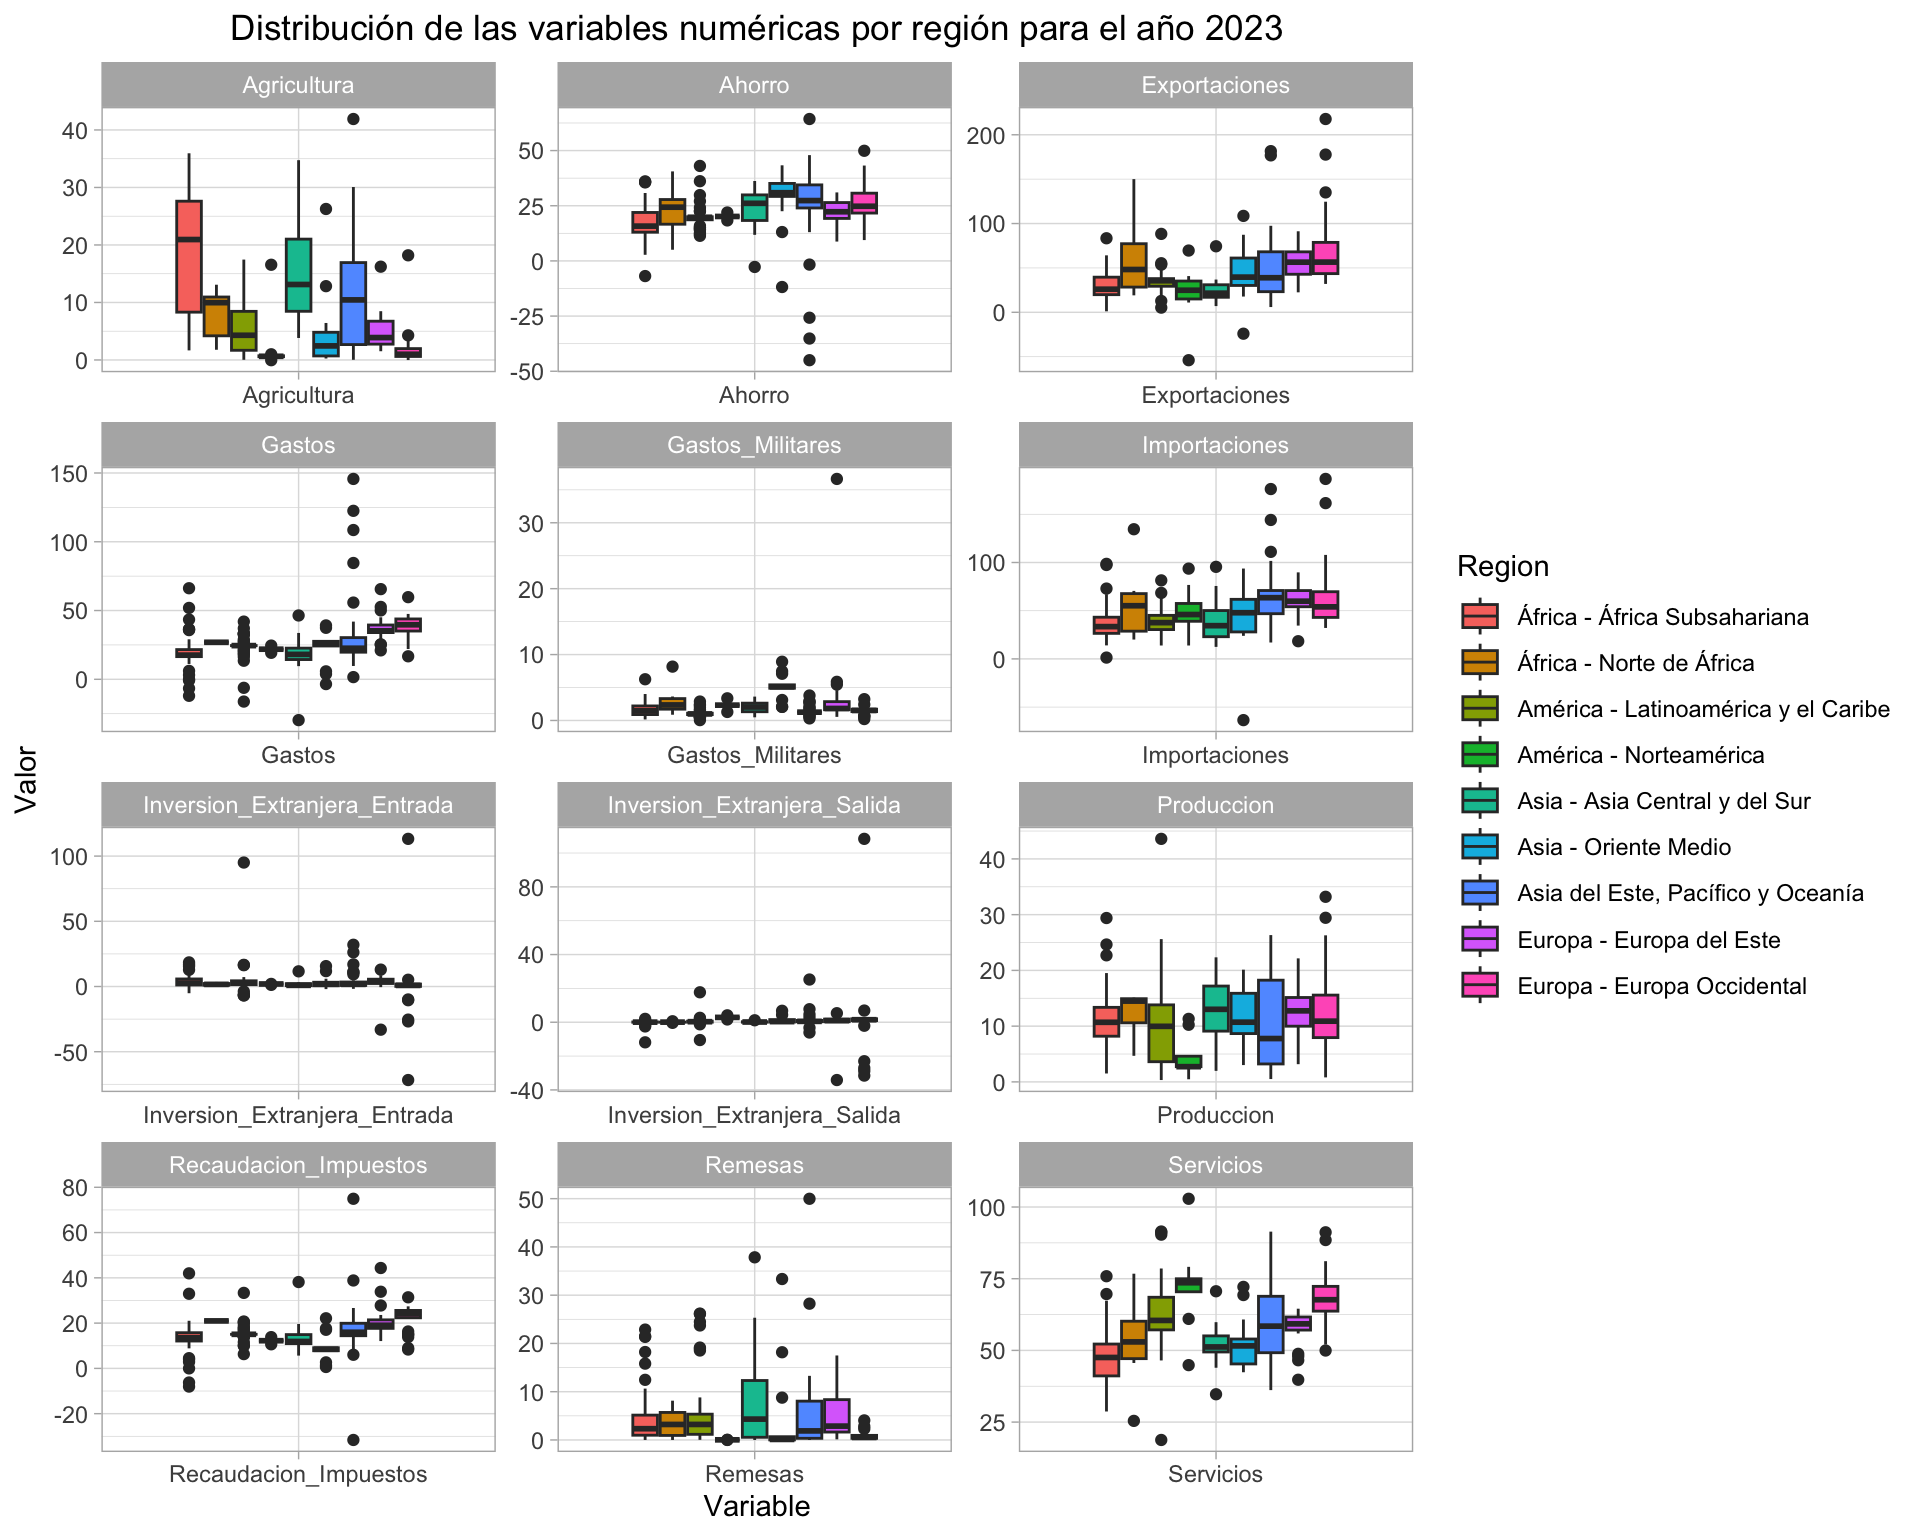 Distribución de las variables numéricas por región para el año 2023
Agricultura
Ahorro
Exportaciones
40
30
20
10
0
50
25
0
-25
-50
200
100
0
Agricultura
Ahorro
Exportaciones
Gastos
Gastos_Militares
Importaciones
150
100
50
0
30
20
10
0
100
0
Gastos
Gastos_Militares
Importaciones
Valor
Inversion_Extranjera_Entrada
Inversion_Extranjera_Salida
Produccion
100
50
0
-50
80
40
0
-40
40
30
20
10
0
Inversion_Extranjera_Entrada
Inversion_Extranjera_Salida
Produccion
Recaudacion_Impuestos
Remesas
Servicios
80
60
40
20
0
-20
50
40
30
20
10
0
100
75
50
25
Recaudacion_Impuestos
Remesas
Servicios
Variable
Region
África - África Subsahariana
África - Norte de África
América - Latinoamérica y el Caribe
América - Norteamérica
Asia - Asia Central y del Sur
Asia - Oriente Medio
Asia del Este, Pacífico y Oceanía
Europa - Europa del Este
Europa - Europa Occidental